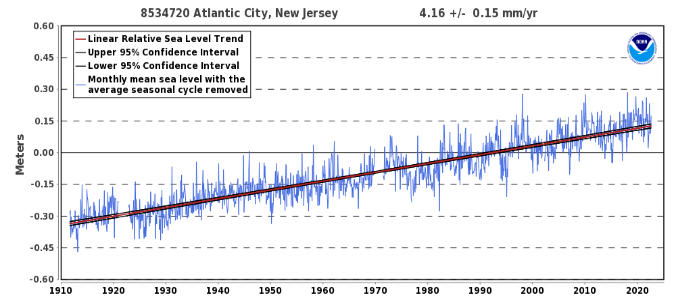 8534720 Atlantic City, New Jersey 4.16 +/- 0.15 mm/yr
0.60
Linear Relative Sea Level Trend
Upper 95% Confidence Interval
Lower 95% Confidence Interval
Monthly mean sea level with the
average seasonal cycle removed
NOAA
0.45
0.30
0.15
0.00
-0.15
-0.30
-0.45
-0.60
Meters
1910 1920 1930 1940 1950 1960 1970 1980 1990 2000 2010 2020